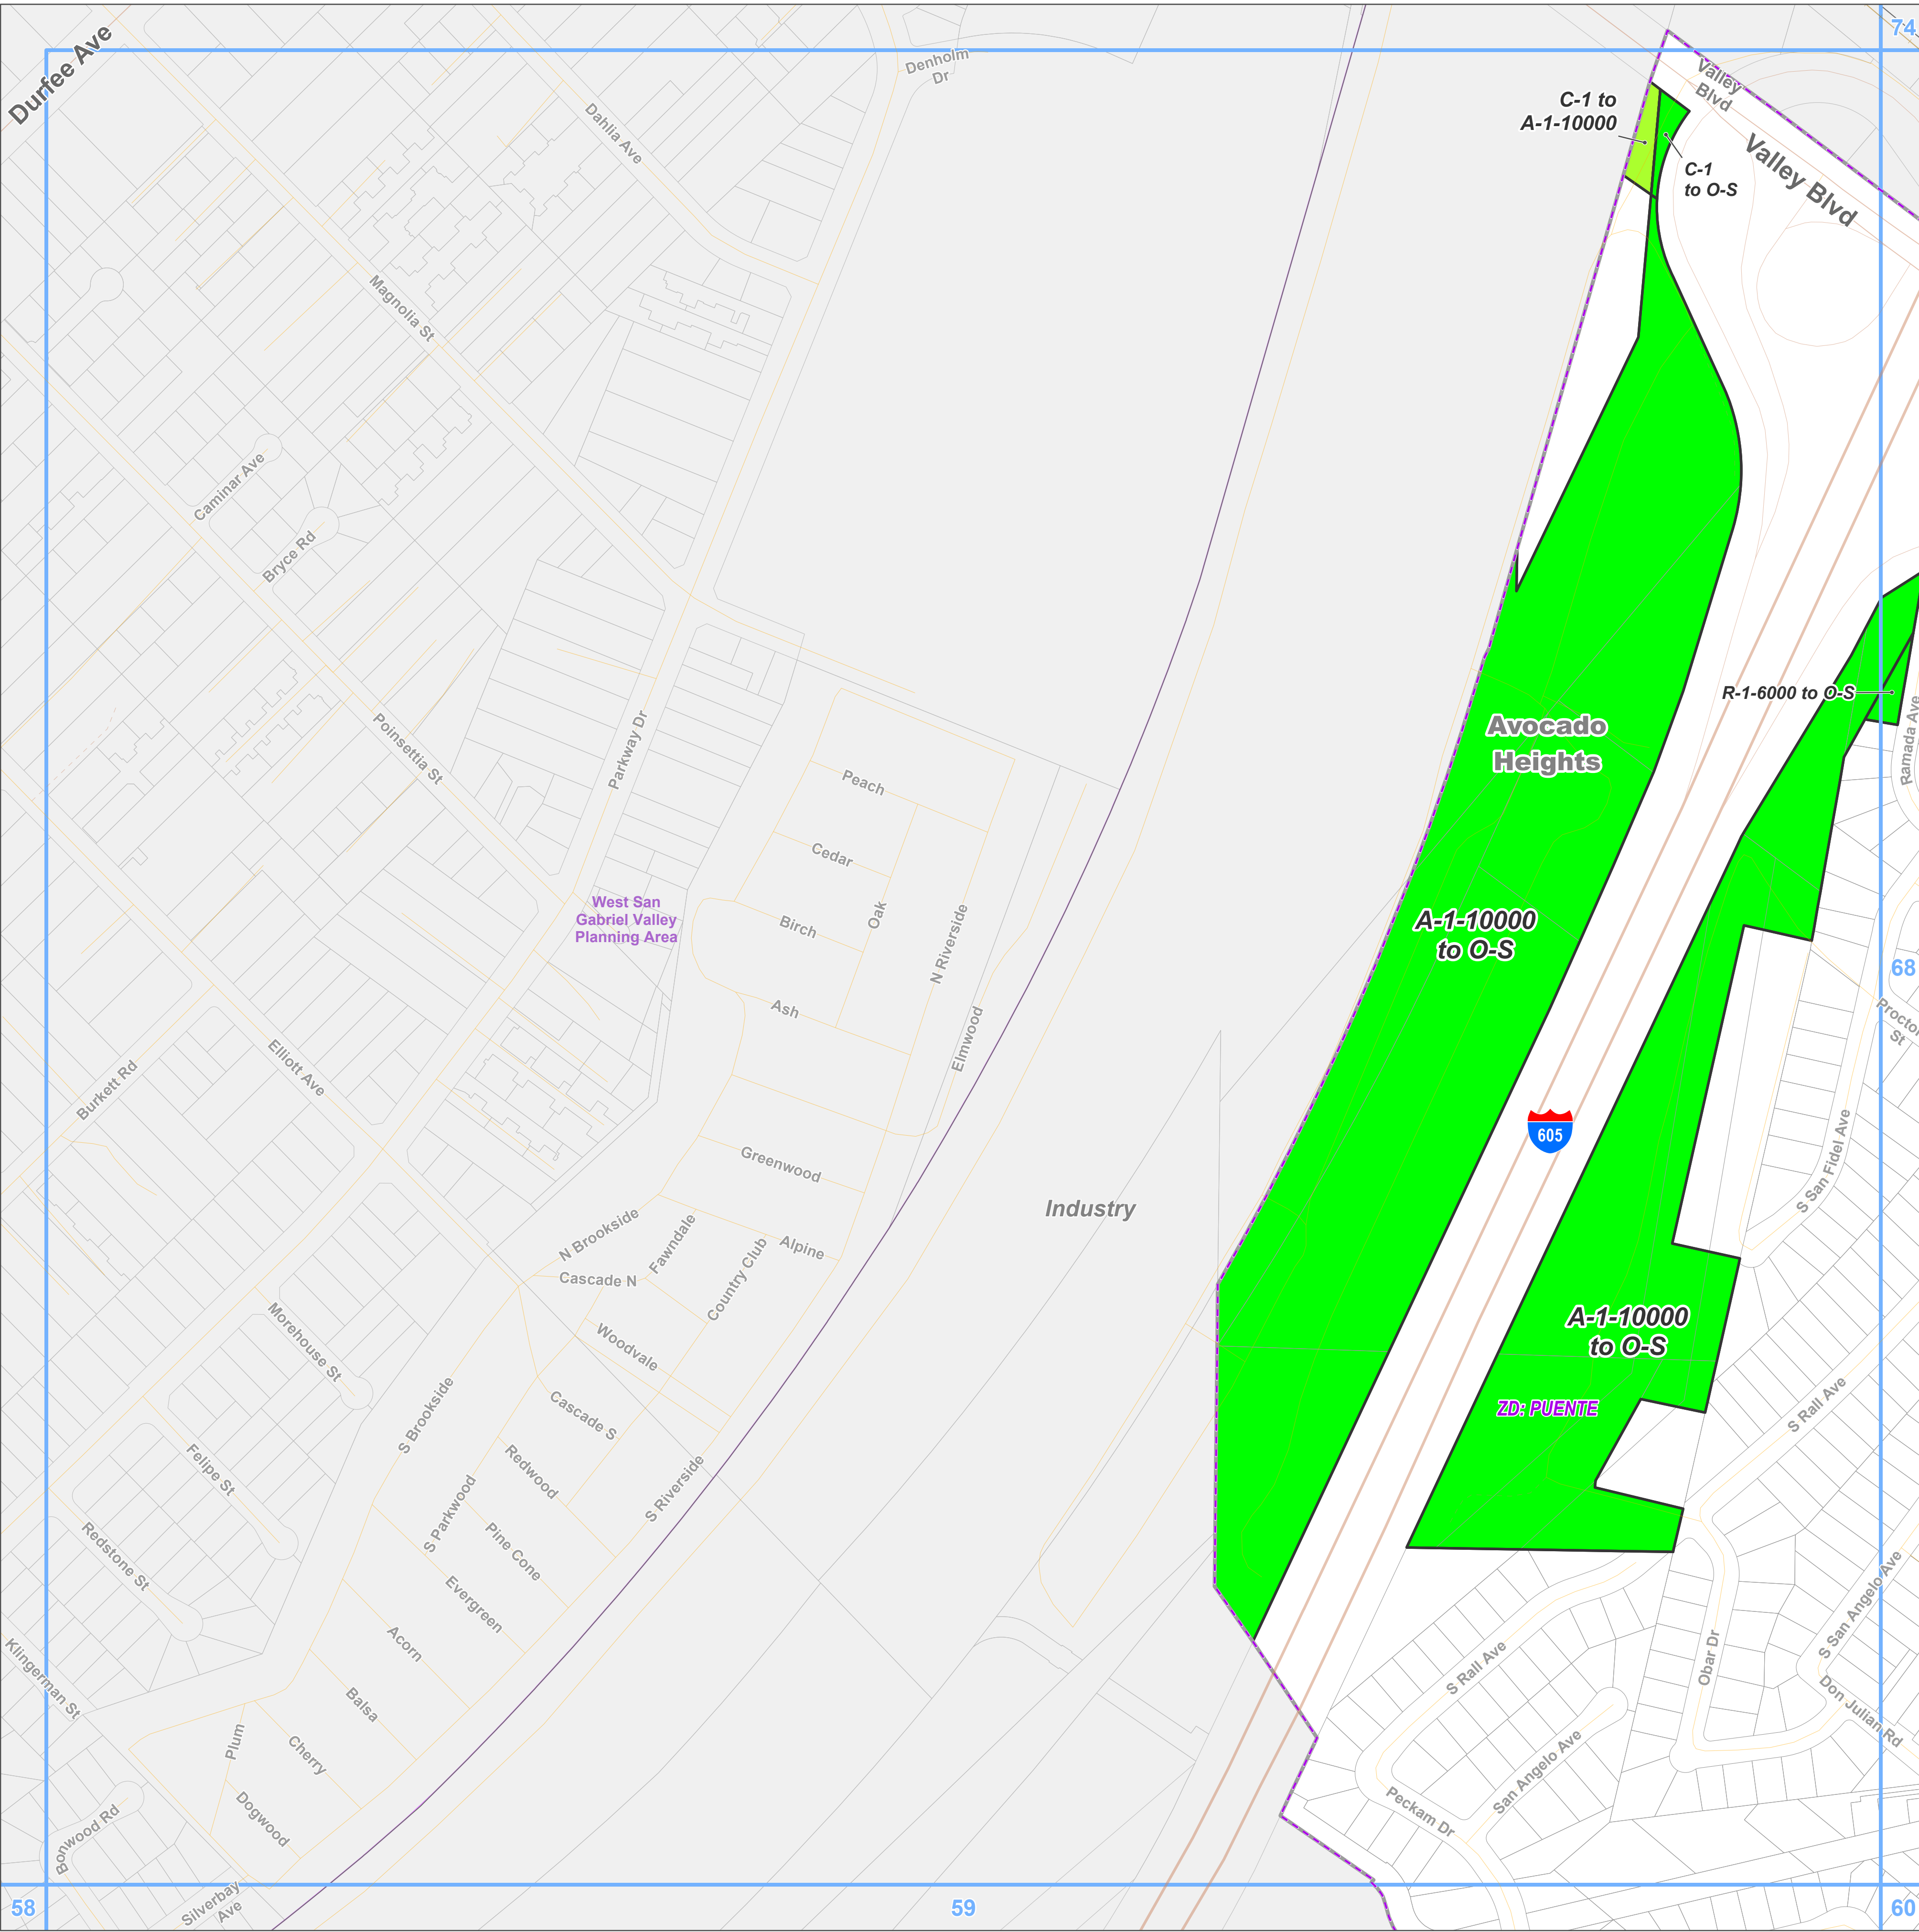 74
Durfee Ave
Denholm
Dr
Valley
Blvd
C-1 to
A-1-10000
Dahlia Ave
Valley Blvd
C-1
to O-S
Magnolia St
Caminar Ave
Bryce Rd
R-1-6000 to O-S
Ramada Ave
Avocado
Heights
Poinsettia St
Parkway Dr
Peach
Cedar
West San
Gabriel Valley
Planning Area
Birch
Oak
N Riverside
A-1-10000
to O-S
68
Ash
Elmwood
Proctor
St
Burkett Rd
Elliott Ave
605
S San Fidel Ave
Greenwood
Industry
N Brookside
Fawndale
Country Club
Alpine
Cascade N
Morehouse St
Woodvale
A-1-10000
to O-S
S Brookside
Cascade S
ZD: PUENTE
S Rall Ave
Felipe St
Redwood
S Riverside
S Parkwood
Pine Cone
Redstone St
Evergreen
S San Angelo Ave
Acorn
S Rall Ave
Obar Dr
Klingerman St
Balsa
Don Julian Rd
Plum
Cherry
San Angelo Ave
Peckam Dr
Dogwood
Bonwood Rd
Silverbay
Ave
58
59
60